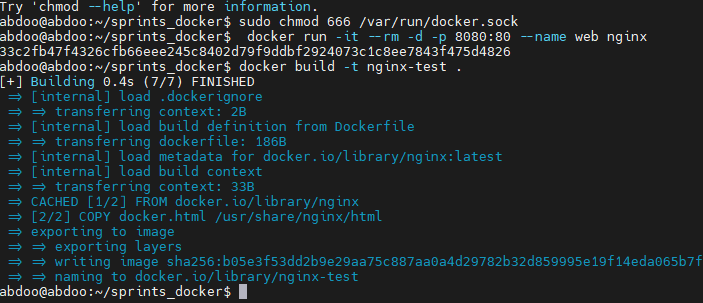 Try 'chmod --help' for more information.
abdoo@abdoo:~/sprints_docker$ sudo chmod 666 /var/run/docker.sock
abdoo@abdoo:~/sprints_docker$  docker run -it --rm -d -p 8080:80 --name web nginx
33c2fb47f4326cfb66eee245c8402d79f9ddbf2924073c1c8ee7843f475d4826
abdoo@abdoo:~/sprints_docker$ docker build -t nginx-test .
[+] Building 0.4s (7/7) FINISHED
=> [internal] load .dockerignore
=> => transferring context: 2B
=> [internal] load build definition from Dockerfile
=> => transferring dockerfile: 186B
=> [internal] load metadata for docker.io/library/nginx:latest
=> [internal] load build context
=> => transferring context: 33B
=> CACHED [1/2] FROM docker.io/library/nginx
=> [2/2] COPY docker.html /usr/share/nginx/html
=> exporting to image
=> => exporting layers
=> => writing image sha256:b05e3f53dd2b9e29aa75c887aa0a4d29782b32d859995e19f14eda065b7f
=> => naming to docker.io/library/nginx-test
abdoo@abdoo:~/sprints_docker$